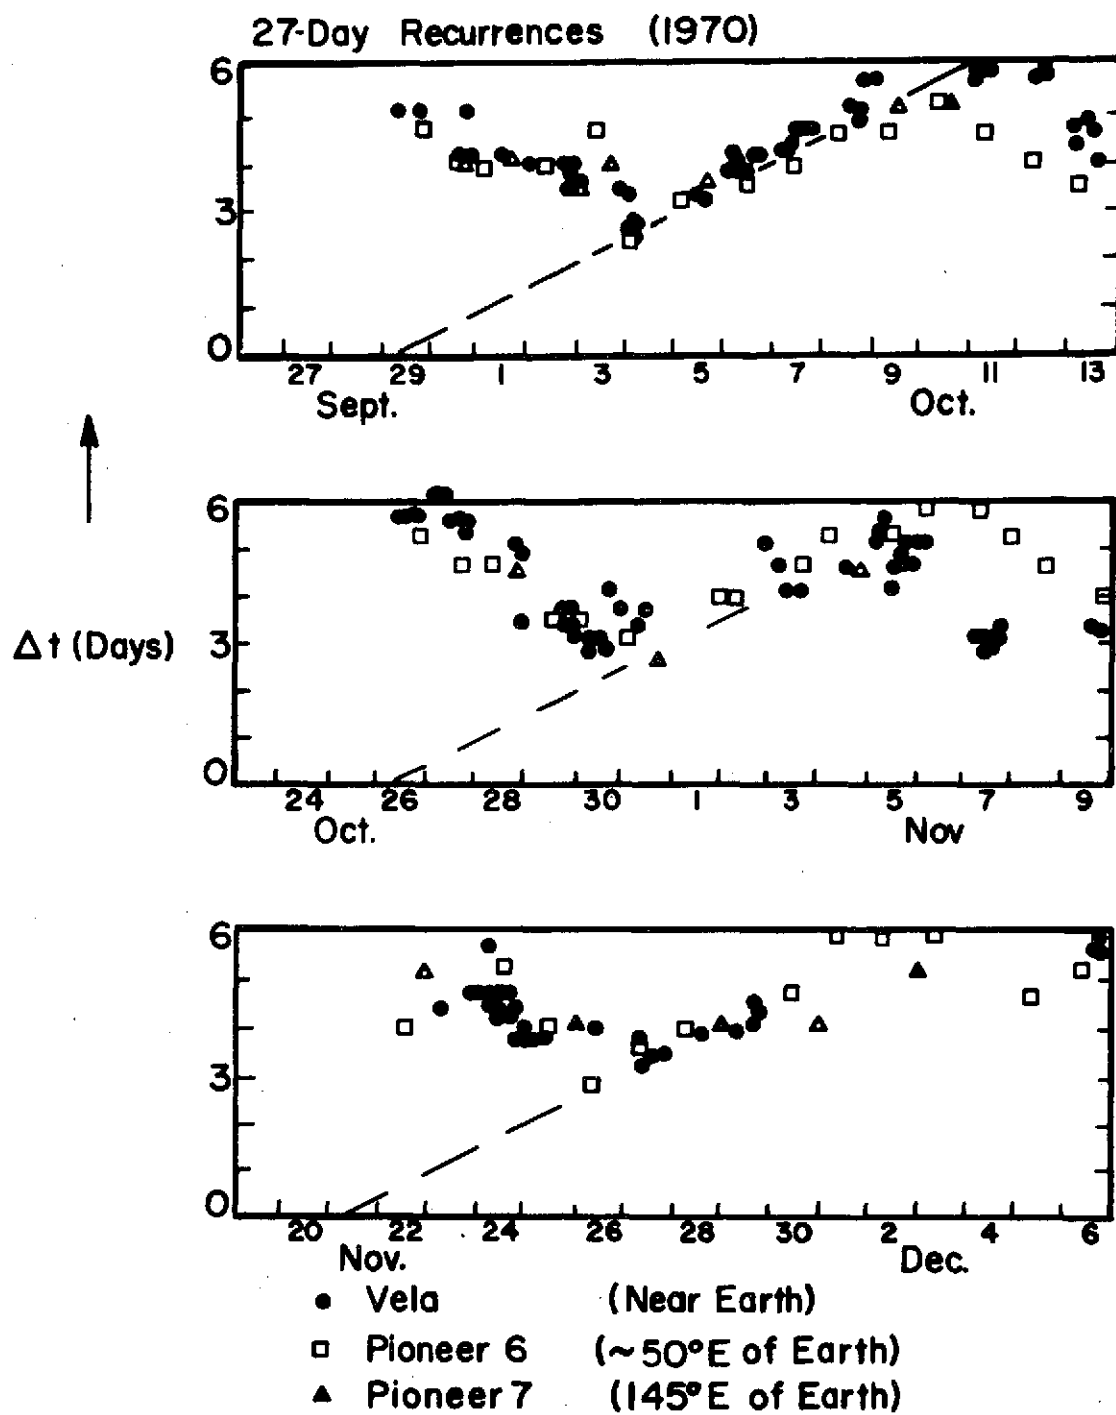 27-Day Recurrences (1970)
6
3
0
27 29 1 3 5 7 9 11 13
Sept. Oct.
6
Δt (Days)
3
0
24 26 28 30 1 3 5 7 9
Oct. Nov
6
3
0
20 22 24 26 28 30 2 4 6
Nov. Dec.
● Vela (Near Earth)
□ Pioneer 6 (~50°E of Earth)
▲ Pioneer 7 (145°E of Earth)